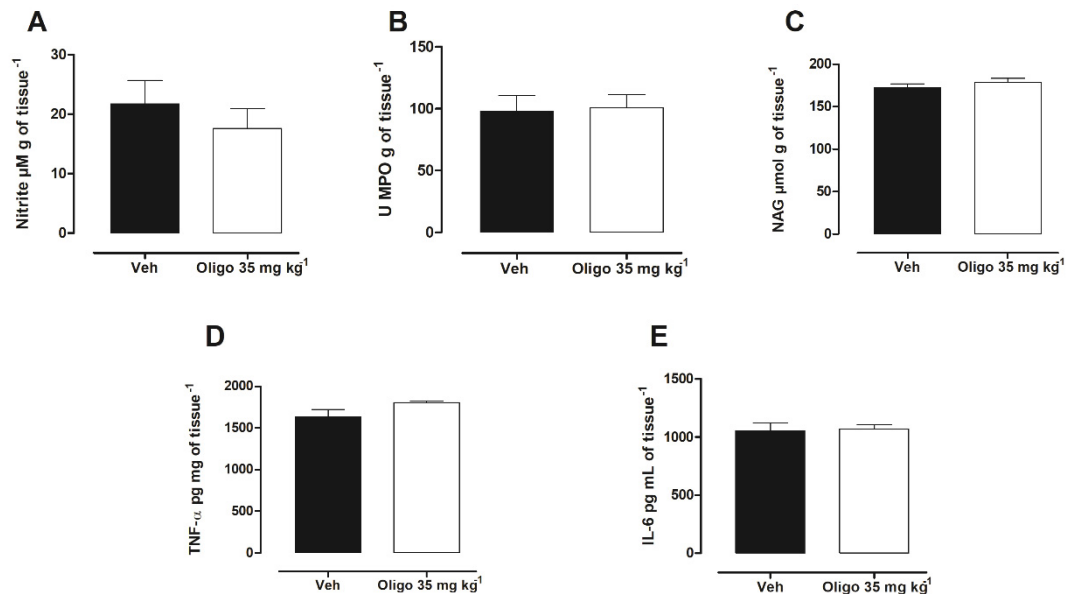 A
Nitrite µM g of tissue⁻¹
30
20
10
0
Veh
Oligo 35 mg kg⁻¹
B
U MPO g of tissue⁻¹
150
100
50
0
Veh
Oligo 35 mg kg⁻¹
C
NAG µmol g of tissue⁻¹
200
150
100
50
0
Veh
Oligo 35 mg kg⁻¹
D
TNF-α pg mg of tissue⁻¹
2000
1500
1000
500
0
Veh
Oligo 35 mg kg⁻¹
E
IL-6 pg mL of tissue⁻¹
1500
1000
500
0
Veh
Oligo 35 mg kg⁻¹